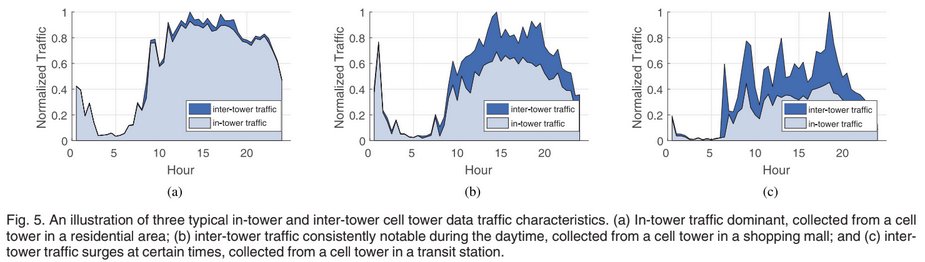 1
0.8
0.6
0.4
0.2
0
Normalized Traffic
inter-tower traffic
in-tower traffic
0 5 10 15 20
Hour
(a)
1
0.8
0.6
0.4
0.2
0
Normalized Traffic
inter-tower traffic
in-tower traffic
0 5 10 15 20
Hour
(b)
1
0.8
0.6
0.4
0.2
0
Normalized Traffic
inter-tower traffic
in-tower traffic
0 5 10 15 20
Hour
(c)
Fig. 5. An illustration of three typical in-tower and inter-tower cell tower data traffic characteristics. (a) In-tower traffic dominant, collected from a cell
tower in a residential area; (b) inter-tower traffic consistently notable during the daytime, collected from a cell tower in a shopping mall; and (c) inter-
tower traffic surges at certain times, collected from a cell tower in a transit station.